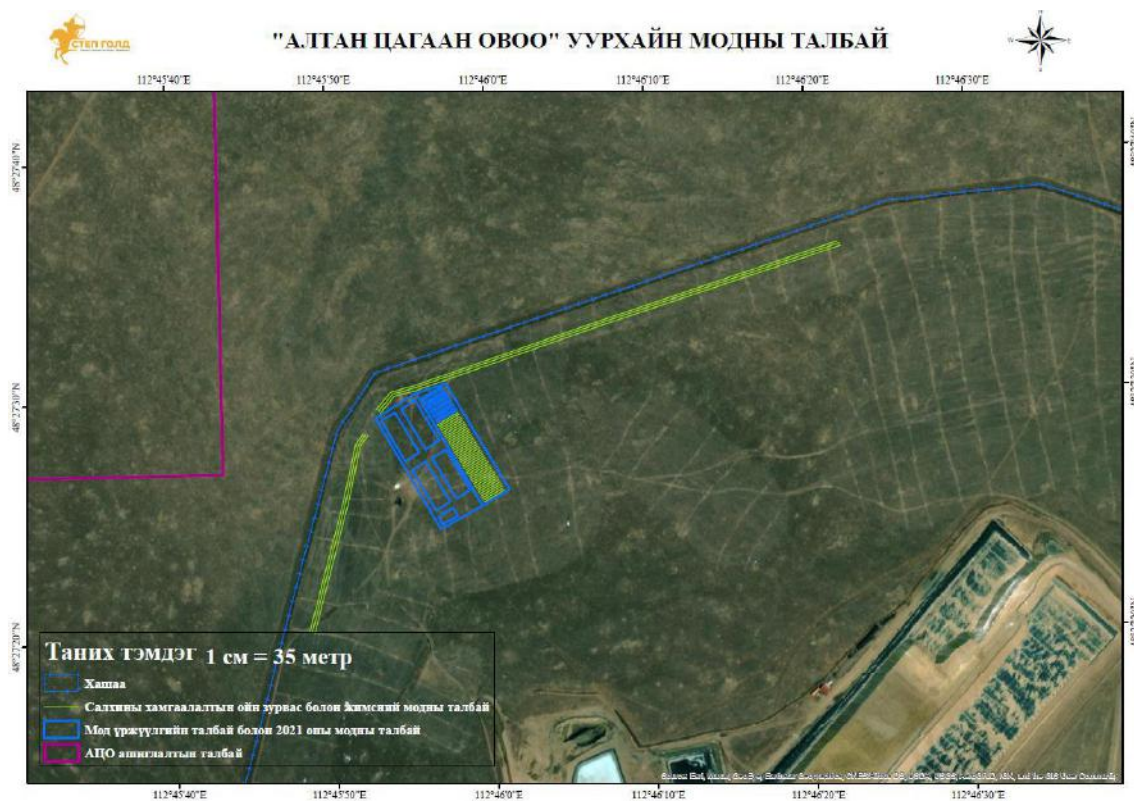 СТЕП ГОЛД
"АЛТАН ЦАГААН ОВОО" УУРХАЙН МОДНЫ ТАЛБАЙ
112°45'40"E 112°45'50"E 112°46'0"E 112°46'10"E 112°46'20"E 112°46'30"E
48°27'40"N
48°27'30"N
48°27'20"N
Таних тэмдэг 1 см = 35 метр
Хашаа
Салхины хамгаалалтын ойн зурвас болон жимсний модны талбай
Мод үржүүлгийн талбай болон 2021 оны модны талбай
АЦО ашиглалтын талбай
112°45'40"E 112°45'50"E 112°46'0"E 112°46'10"E 112°46'20"E 112°46'30"E